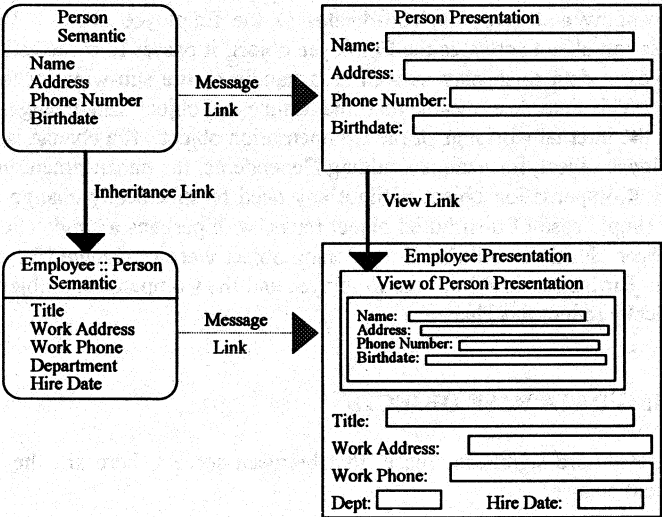 Person
Semantic
Name
Address
Phone Number
Birthdate
Message
Link
Person Presentation
Name:
Address:
Phone Number:
Birthdate:
Inheritance Link
View Link
Employee :: Person
Semantic
Title
Work Address
Work Phone
Department
Hire Date
Message
Link
Employee Presentation
View of Person Presentation
Name:
Address:
Phone Number:
Birthdate:
Title:
Work Address:
Work Phone:
Dept:
Hire Date: